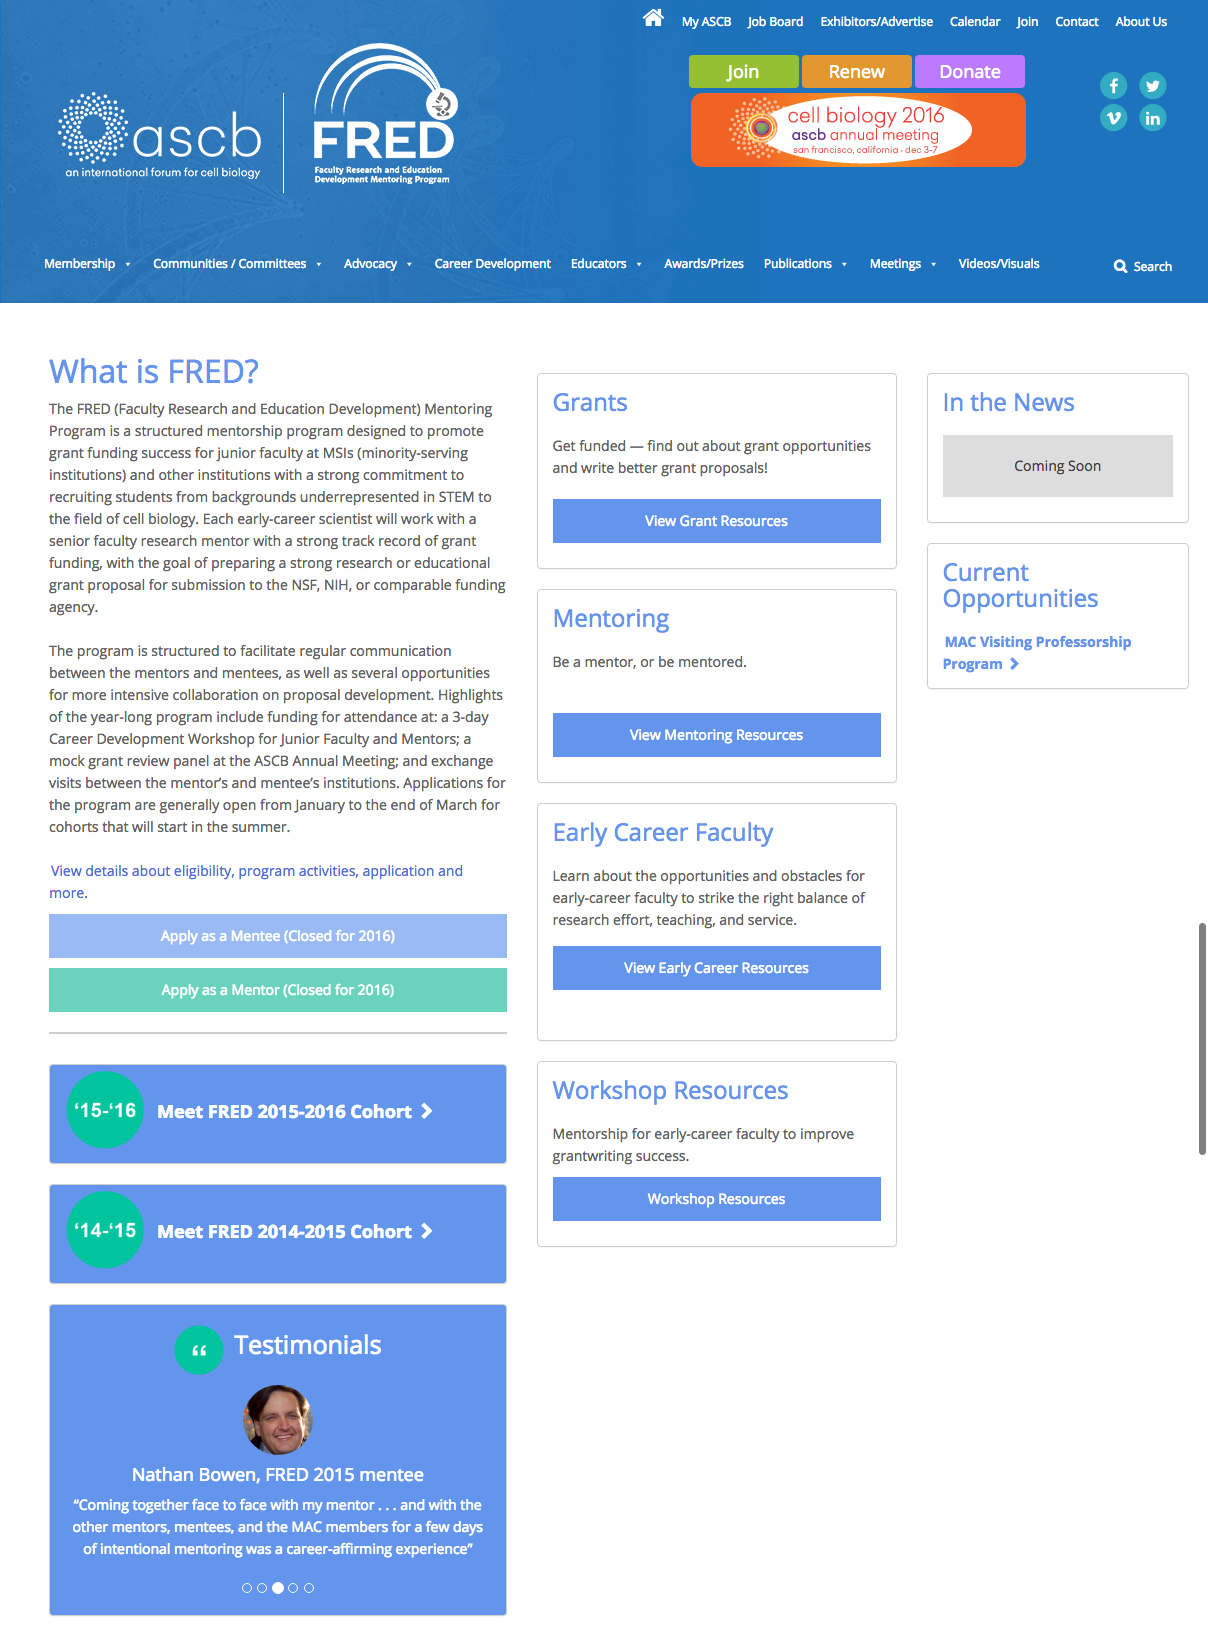 My ASCB Job Board Exhibitors/Advertise Calendar Join Contact About Us
Join Renew Donate
ascb
an international forum for cell biology
FRED
Faculty Research and Education
Development Mentoring Program
cell biology 2016
ascb annual meeting
san francisco, california · dec 3-7
Membership Communities / Committees Advocacy Career Development Educators Awards/Prizes Publications Meetings Videos/Visuals
Search
What is FRED?
The FRED (Faculty Research and Education Development) Mentoring
Program is a structured mentorship program designed to promote
grant funding success for junior faculty at MSIs (minority-serving
institutions) and other institutions with a strong commitment to
recruiting students from backgrounds underrepresented in STEM to
the field of cell biology. Each early-career scientist will work with a
senior faculty research mentor with a strong track record of grant
funding, with the goal of preparing a strong research or educational
grant proposal for submission to the NSF, NIH, or comparable funding
agency.
The program is structured to facilitate regular communication
between the mentors and mentees, as well as several opportunities
for more intensive collaboration on proposal development. Highlights
of the year-long program include funding for attendance at: a 3-day
Career Development Workshop for Junior Faculty and Mentors; a
mock grant review panel at the ASCB Annual Meeting; and exchange
visits between the mentor's and mentee's institutions. Applications for
the program are generally open from January to the end of March for
cohorts that will start in the summer.
View details about eligibility, program activities, application and
more.
Apply as a Mentee (Closed for 2016)
Apply as a Mentor (Closed for 2016)
'15-'16 Meet FRED 2015-2016 Cohort
'14-'15 Meet FRED 2014-2015 Cohort
“ Testimonials
Nathan Bowen, FRED 2015 mentee
“Coming together face to face with my mentor . . . and with the
other mentors, mentees, and the MAC members for a few days
of intentional mentoring was a career-affirming experience”
Grants
Get funded — find out about grant opportunities
and write better grant proposals!
View Grant Resources
Mentoring
Be a mentor, or be mentored.
View Mentoring Resources
Early Career Faculty
Learn about the opportunities and obstacles for
early-career faculty to strike the right balance of
research effort, teaching, and service.
View Early Career Resources
Workshop Resources
Mentorship for early-career faculty to improve
grantwriting success.
Workshop Resources
In the News
Coming Soon
Current
Opportunities
MAC Visiting Professorship
Program